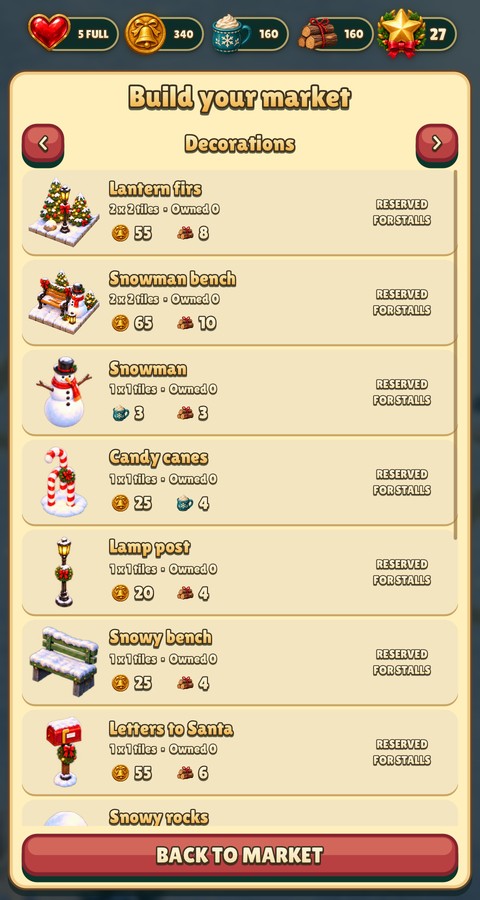 5 FULL
340
160
160
27
Build your market
Decorations
Lantern firs
2 x 2 tiles • Owned 0
55 8
RESERVED
FOR STALLS
Snowman bench
2 x 2 tiles • Owned 0
65 10
RESERVED
FOR STALLS
Snowman
1 x 1 tiles • Owned 0
3 3
RESERVED
FOR STALLS
Candy canes
1 x 1 tiles • Owned 0
25 4
RESERVED
FOR STALLS
Lamp post
1 x 1 tiles • Owned 0
20 4
RESERVED
FOR STALLS
Snowy bench
1 x 1 tiles • Owned 0
25 4
RESERVED
FOR STALLS
Letters to Santa
1 x 1 tiles • Owned 0
55 6
RESERVED
FOR STALLS
Snowy rocks
BACK TO MARKET